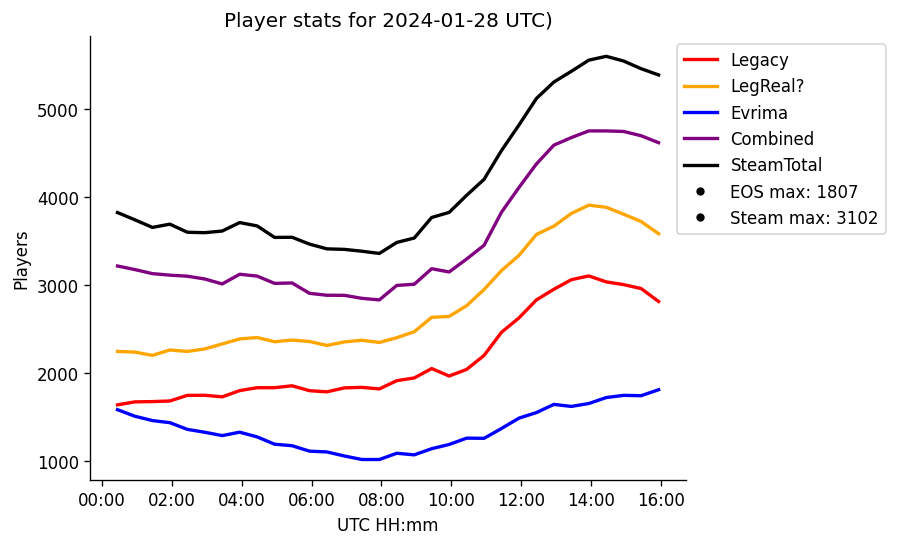 Player stats for 2024-01-28 UTC)
Legacy
LegReal?
Evrima
Combined
SteamTotal
EOS max: 1807
Steam max: 3102
Players
5000
4000
3000
2000
1000
00:00 02:00 04:00 06:00 08:00 10:00 12:00 14:00 16:00
UTC HH:mm